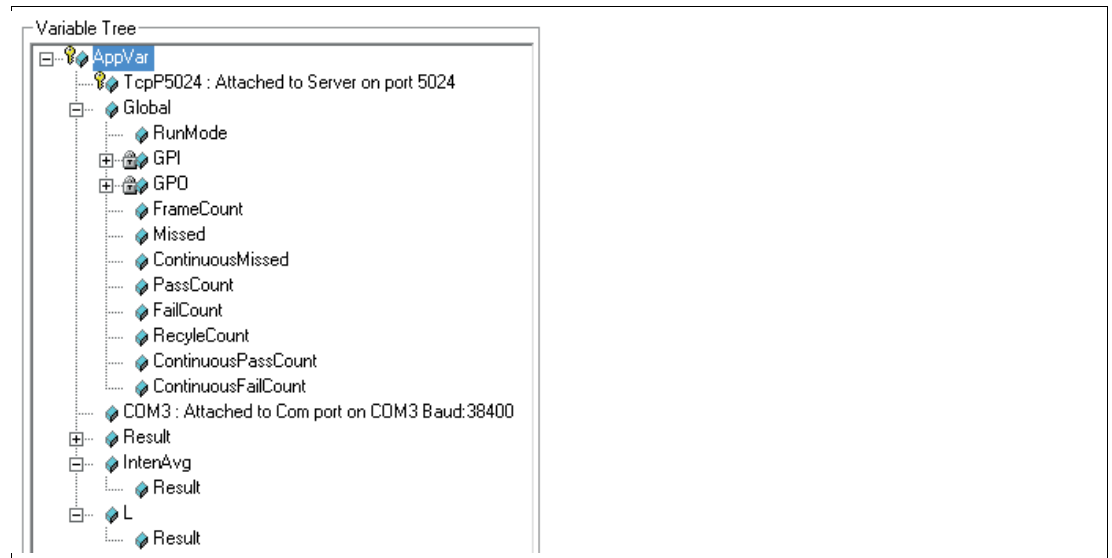 Variable Tree
AppVar
TcpP5024 : Attached to Server on port 5024
Global
RunMode
GPI
GPO
FrameCount
Missed
ContinuousMissed
PassCount
FailCount
RecyleCount
ContinuousPassCount
ContinuousFailCount
COM3 : Attached to Com port on COM3 Baud:38400
Result
IntenAvg
Result
L
Result